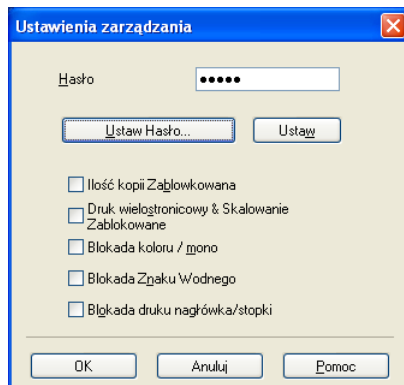 Ustawienia zarządzania
Hasło
•••••
Ustaw Hasło...
Ustaw
Ilość kopii Zablowkowana
Druk wielostronicowy & Skalowanie
Zablokowane
Blokada koloru / mono
Blokada Znaku Wodnego
Blokada druku nagłówka/stopki
OK
Anuluj
Pomoc